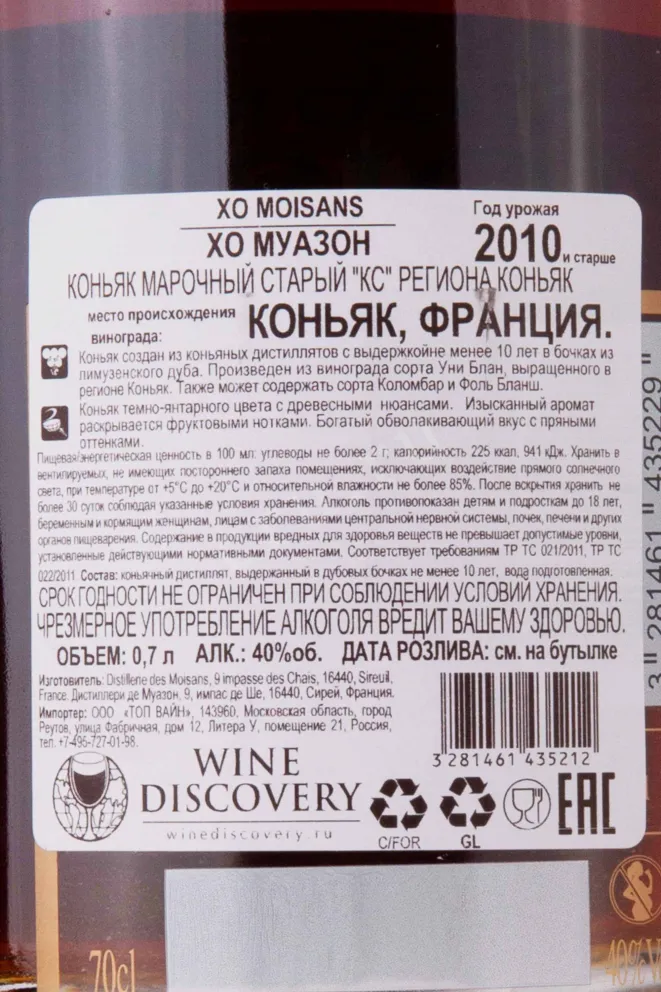 XO MOISANS
Год урожая
ХО МУАЗОН
2010 и старше
КОНЬЯК МАРОЧНЫЙ СТАРЫЙ "КС" РЕГИОНА КОНЬЯК
место происхождения винограда: КОНЬЯК, ФРАНЦИЯ.
Коньяк создан из коньяных дистиллятов с выдержкойне менее 10 лет в бочках из
лимузенского дуба. Произведен из винограда сорта Уни Блан, выращенного в
регионе Коньяк. Также может содержать сорта Коломбар и Фоль Бланш.
Коньяк темно-янтарного цвета с древесными нюансами. Изысканный аромат
раскрывается фруктовыми нотками. Богатый обволакивающий вкус с пряными
оттенками.
Пищевая/энергетическая ценность в 100 мл: углеводы не более 2 г; калорийность 225 ккал, 941 кДж. Хранить в
вентилируемых, не имеющих постороннего запаха помещениях, исключающих воздействие прямого солнечного
света, при температуре от +5°С до +20°С и относительной влажности не более 85%. После вскрытия хранить не
более 30 суток соблюдая указанные условия хранения. Алкоголь противопоказан детям и подросткам до 18 лет,
беременным и кормящим женщинам, лицам с заболеваниями центральной нервной системы, почек, печени и других
органов пищеварения. Содержание в продукции вредных для здоровья веществ не превышает допустимые уровни,
установленные действующими нормативными документами. Соответствует требованиям ТР ТС 021/2011, ТР ТС
022/2011 Состав: коньячный дистиллят, выдержанный в дубовых бочках не менее 10 лет, вода подготовленная.
СРОК ГОДНОСТИ НЕ ОГРАНИЧЕН ПРИ СОБЛЮДЕНИИ УСЛОВИЙ ХРАНЕНИЯ.
ЧРЕЗМЕРНОЕ УПОТРЕБЛЕНИЕ АЛКОГОЛЯ ВРЕДИТ ВАШЕМУ ЗДОРОВЬЮ.
ОБЪЕМ: 0,7 л АЛК.: 40%об. ДАТА РОЗЛИВА: см. на бутылке
Изготовитель: Distillerie des Moisans, 9 impasse des Chais, 16440, Sireuil,
France. Дистиллери де Муазон, 9, импас де Ше, 16440, Сирей, Франция.
Импортер: ООО «ТОП ВАЙН», 143960, Московская область, город
Реутов, улица Фабричная, дом 12, Литера У, помещение 21, Россия,
тел. +7-495-727-01-98.
3 281461 435212
WINE
DISCOVERY
winediscovery.ru
C/FOR
GL
EAC
3 281461 435229
70cl
40% V